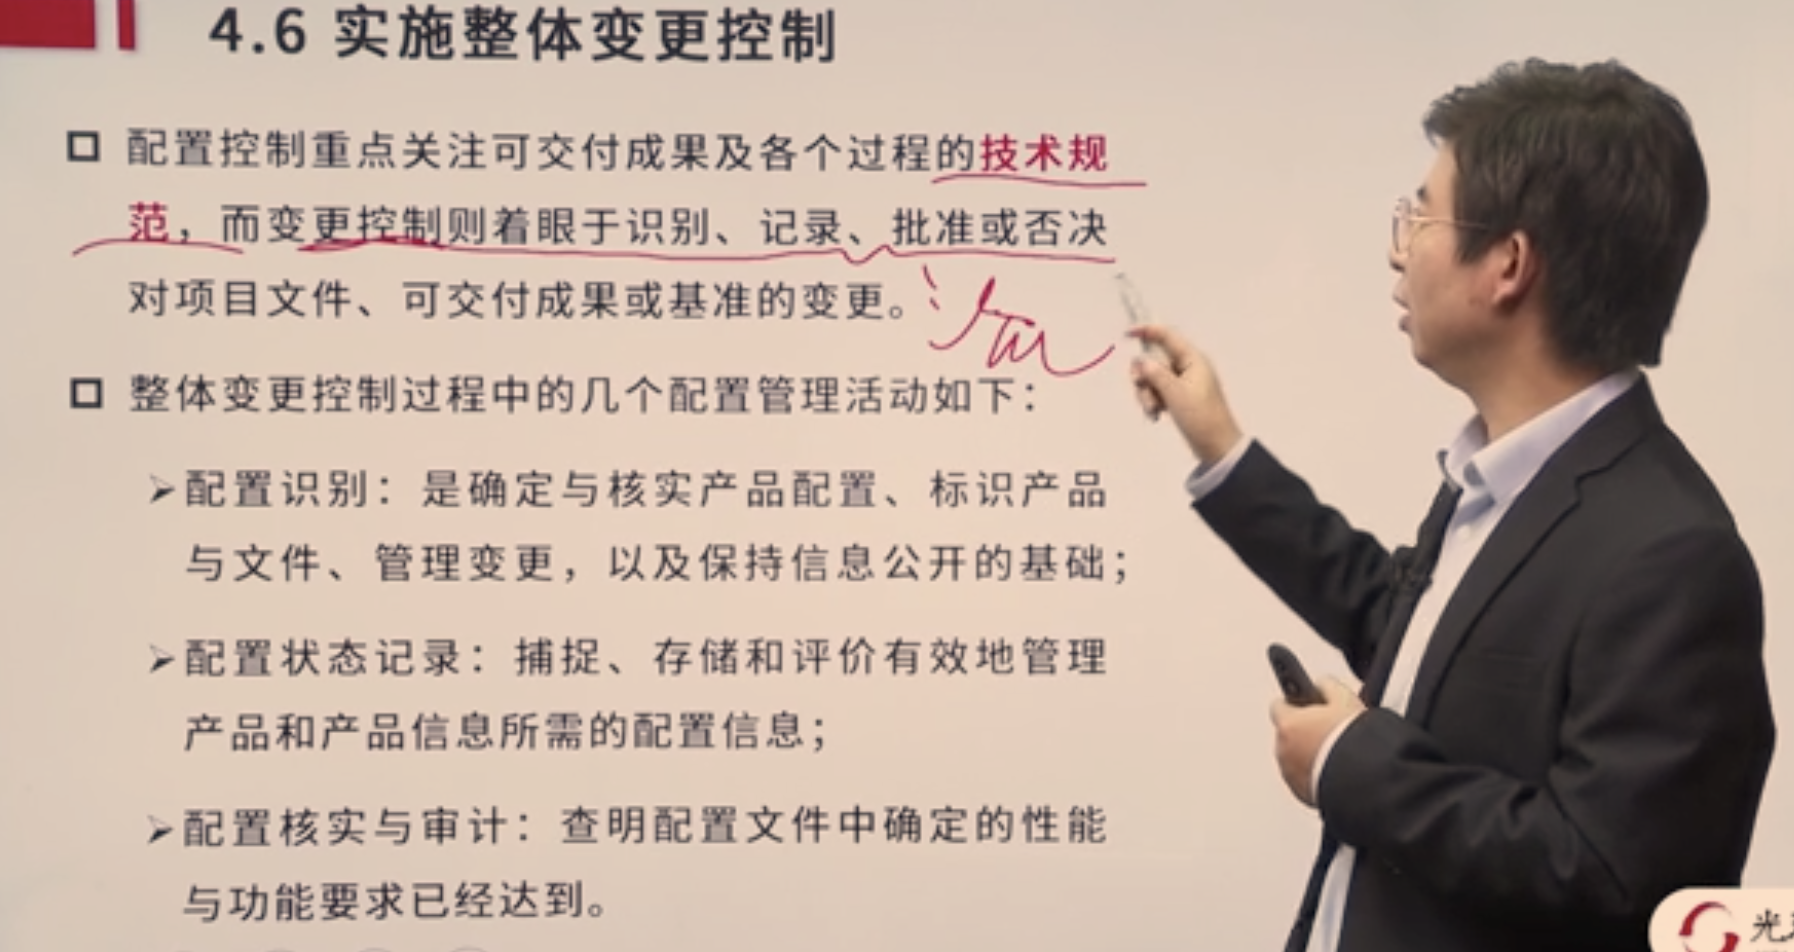 4.6 实施整体变更控制
配置控制重点关注可交付成果及各个过程的技术规
范，而变更控制则着眼于识别、记录、批准或否决
对项目文件、可交付成果或基准的变更。
整体变更控制过程中的几个配置管理活动如下：
配置识别：是确定与核实产品配置、标识产品
与文件、管理变更，以及保持信息公开的基础；
配置状态记录：捕捉、存储和评价有效地管理
产品和产品信息所需的配置信息；
配置核实与审计：查明配置文件中确定的性能
与功能要求已经达到。
光